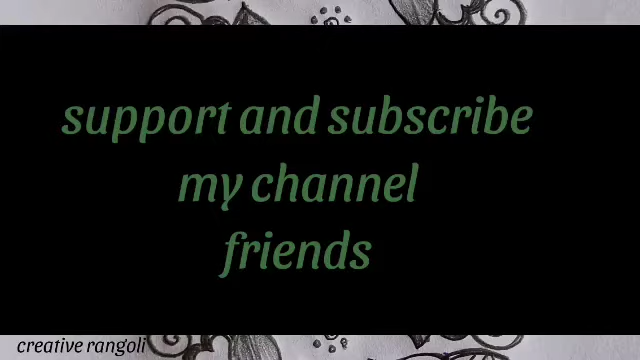 support and subscribe
my channel
friends
creative rangoli